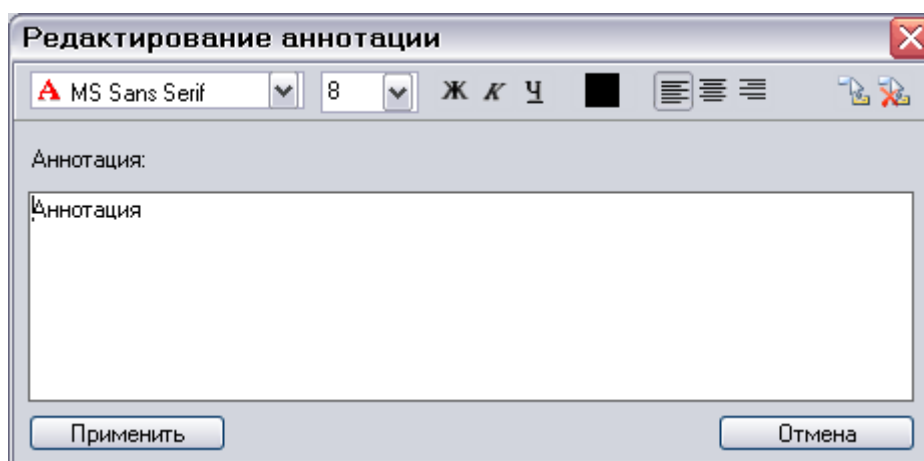 Редактирование аннотации
A MS Sans Serif 8 Ж К Ч
Аннотация:
Аннотация
Применить Отмена